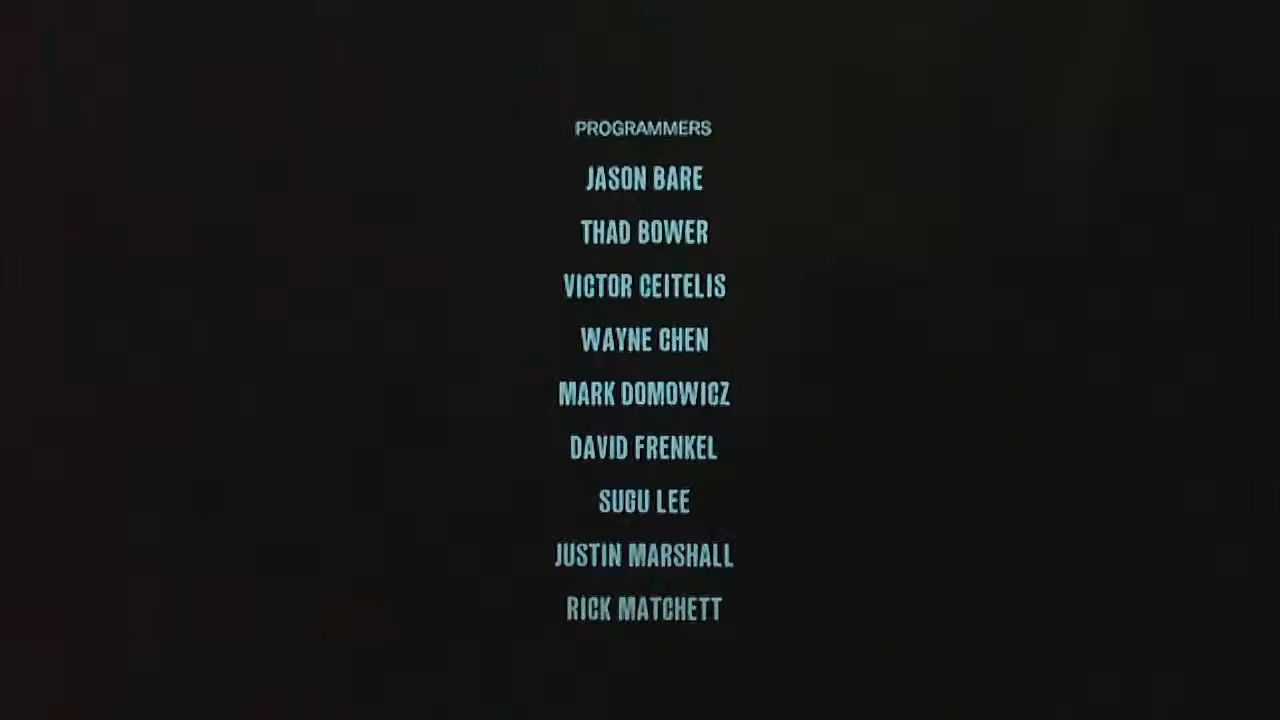 PROGRAMMERS
JASON BARE
THAD BOWER
VICTOR CEITELIS
WAYNE CHEN
MARK DOMOWICZ
DAVID FRENKEL
SUGU LEE
JUSTIN MARSHALL
RICK MATCHETT